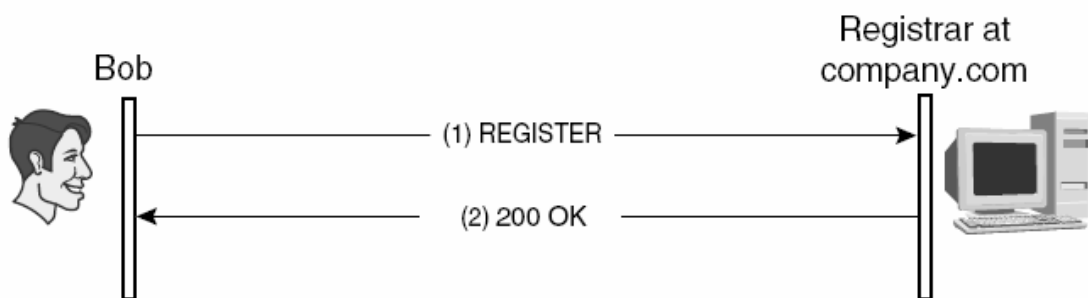 Bob
Registrar at
company.com
(1) REGISTER
(2) 200 OK